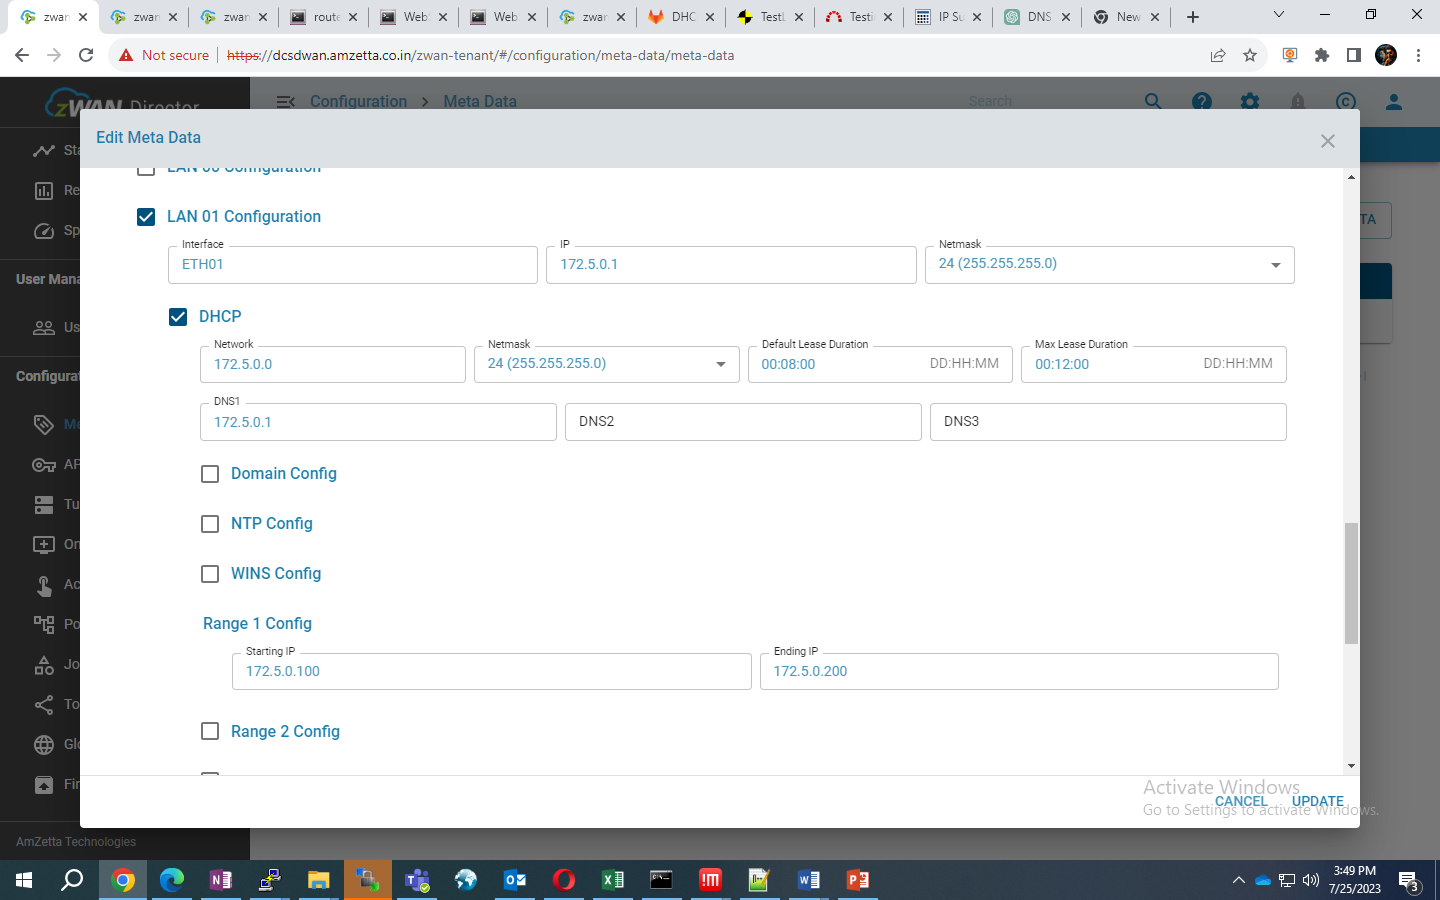 zwan zwan zwan route Web Web zwan DHC Test Testi IP Su DNS New
Not secure https://dcsdwan.amzetta.co.in/zwan-tenant/#/configuration/meta-data/meta-data
zWAN Director
Configuration > Meta Data
Search
Edit Meta Data
Sta
Re
Sp
User Mana
Us
Configurat
Me
AP
Tu
On
Ac
Po
Jo
To
Glo
Fir
AmZetta Technologies
TA
LAN 00 Configuration
LAN 01 Configuration
Interface
ETH01
IP
172.5.0.1
Netmask
24 (255.255.255.0)
DHCP
Network
172.5.0.0
Netmask
24 (255.255.255.0)
Default Lease Duration
00:08:00 DD:HH:MM
Max Lease Duration
00:12:00 DD:HH:MM
DNS1
172.5.0.1
DNS2
DNS3
Domain Config
NTP Config
WINS Config
Range 1 Config
Starting IP
172.5.0.100
Ending IP
172.5.0.200
Range 2 Config
CANCEL UPDATE
Activate Windows
Go to Settings to activate Windows.
3:49 PM
7/25/2023
3